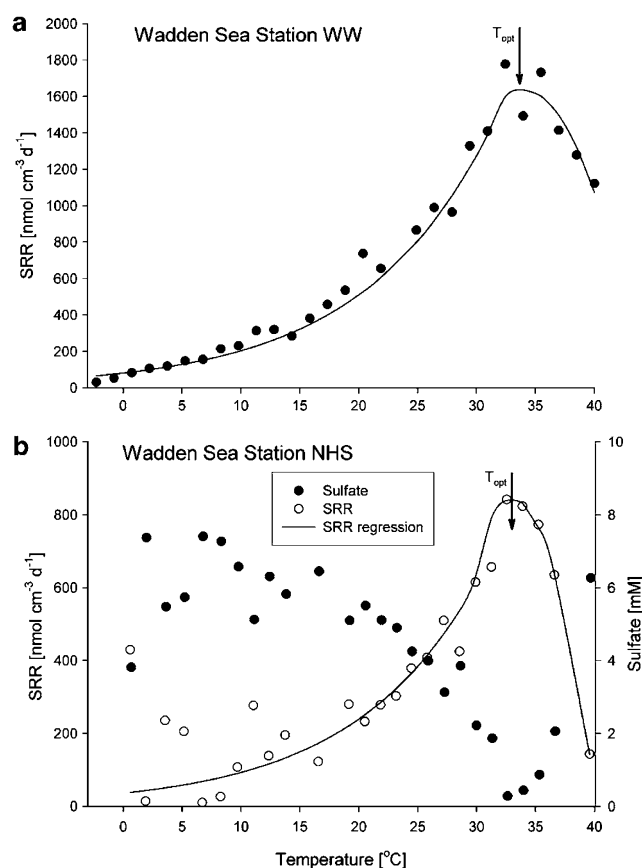 a
Wadden Sea Station WW
T_opt
2000
1800
1600
1400
1200
1000
800
600
400
200
0
SRR [nmol cm⁻³ d⁻¹]
0 5 10 15 20 25 30 35 40
b
Wadden Sea Station NHS
T_opt
Sulfate
SRR
SRR regression
1000
800
600
400
200
0
SRR [nmol cm⁻³ d⁻¹]
10
8
6
4
2
0
Sulfate [mM]
0 5 10 15 20 25 30 35 40
Temperature [°C]